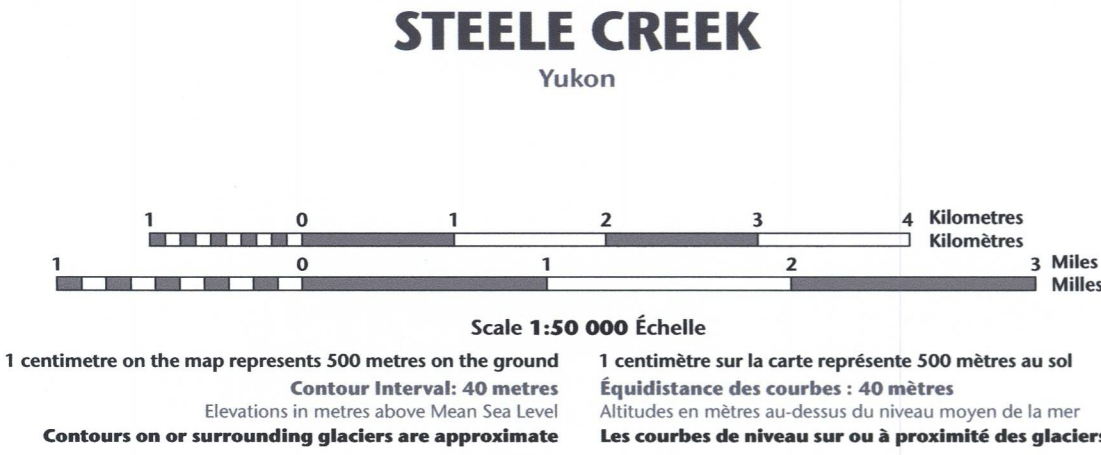 STEELE CREEK
Yukon
1 0 1 2 3 4 Kilometres
Kilomètres
1 0 1 2 3 Miles
Milles
Scale 1:50 000 Échelle
1 centimetre on the map represents 500 metres on the ground
Contour Interval: 40 metres
Elevations in metres above Mean Sea Level
Contours on or surrounding glaciers are approximate
1 centimètre sur la carte représente 500 mètres au sol
Équidistance des courbes : 40 mètres
Altitudes en mètres au-dessus du niveau moyen de la mer
Les courbes de niveau sur ou à proximité des glaciers